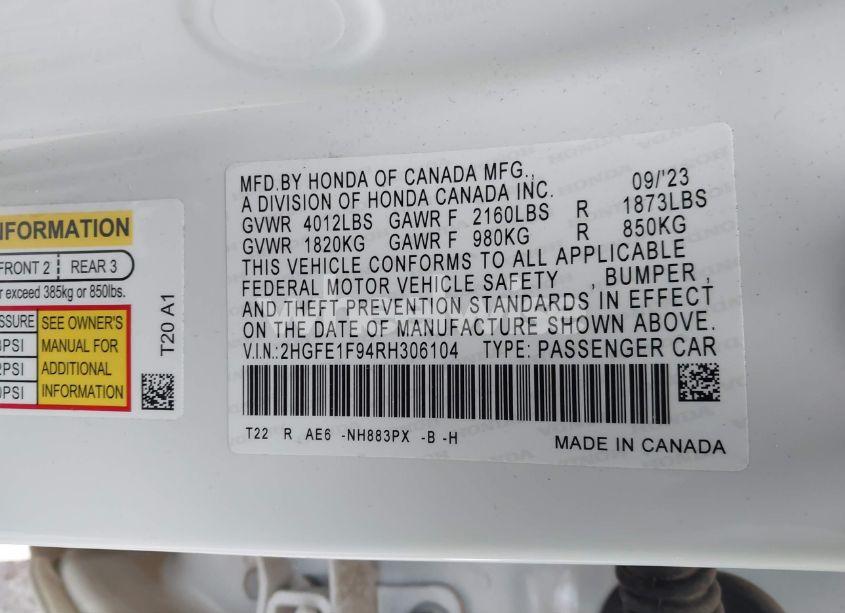 NFORMATION
FRONT 2 REAR 3
r exceed 385kg or 850lbs.
SSURE SEE OWNER'S
PSI MANUAL FOR
2PSI ADDITIONAL
0PSI INFORMATION
T20 A1
MFD.BY HONDA OF CANADA MFG., 09/'23
A DIVISION OF HONDA CANADA INC.
GVWR 4012LBS GAWR F 2160LBS R 1873LBS
GVWR 1820KG GAWR F 980KG R 850KG
THIS VEHICLE CONFORMS TO ALL APPLICABLE
FEDERAL MOTOR VEHICLE SAFETY , BUMPER ,
AND THEFT PREVENTION STANDARDS IN EFFECT
ON THE DATE OF MANUFACTURE SHOWN ABOVE.
V.I.N.:2HGFE1F94RH306104 TYPE: PASSENGER CAR
T22 R AE6 -NH883PX -B -H
MADE IN CANADA